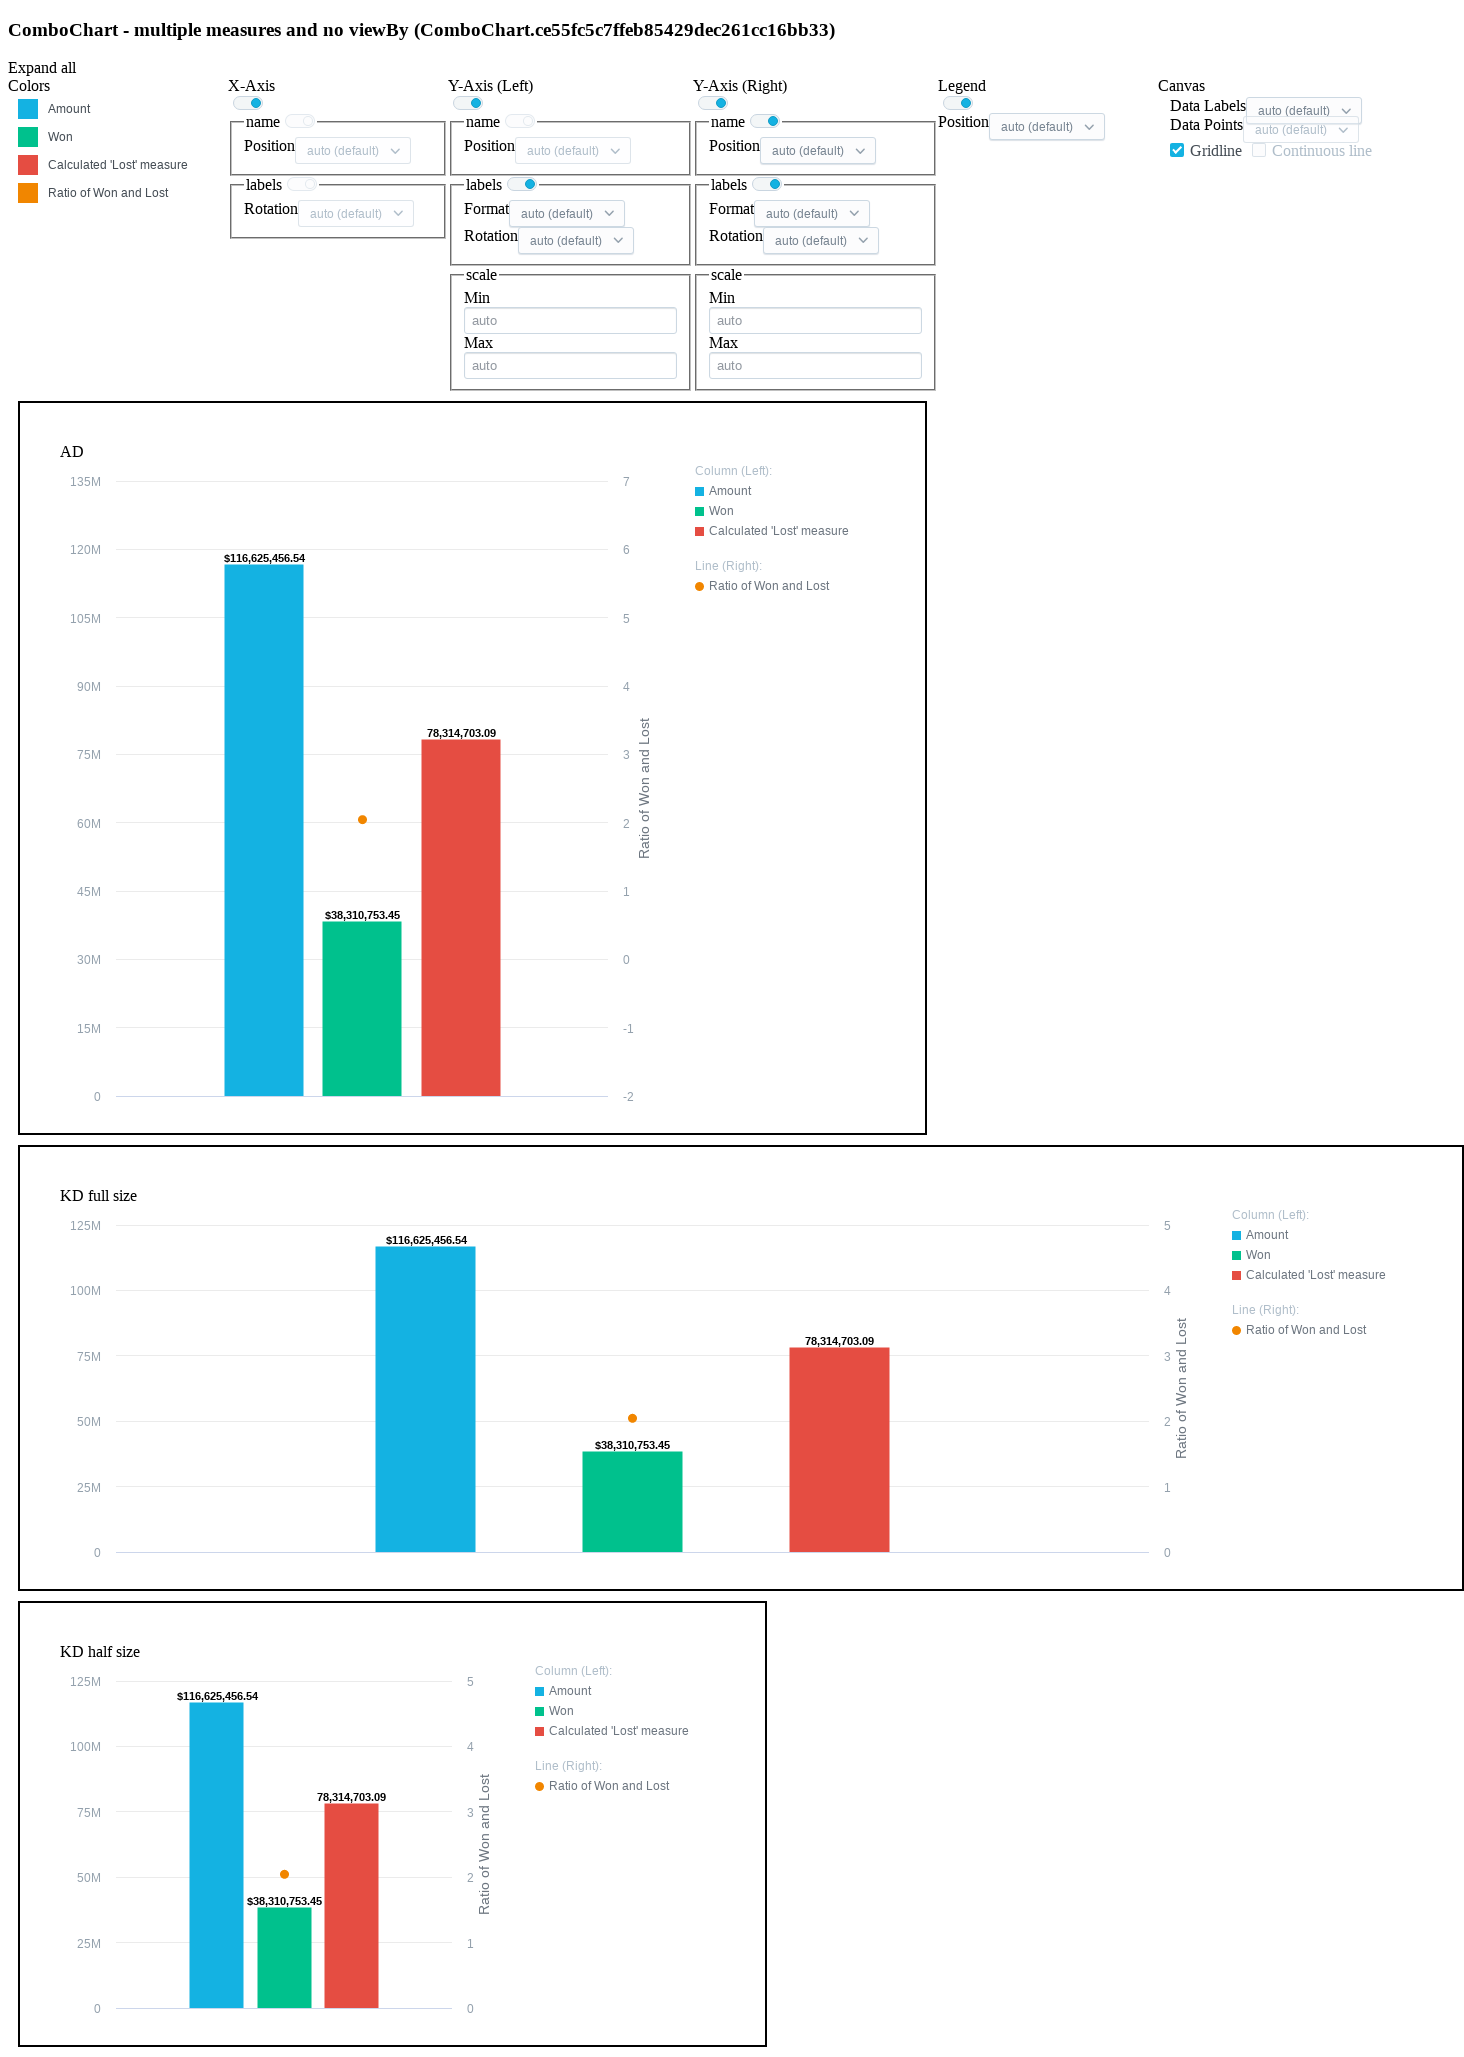 ComboChart - multiple measures and no viewBy (ComboChart.ce55fc5c7ffeb85429dec261cc16bb33)
Expand all
Colors
Amount
Won
Calculated 'Lost' measure
Ratio of Won and Lost
X-Axis
name
Position auto (default)
labels
Rotation auto (default)
Y-Axis (Left)
name
Position auto (default)
labels
Format auto (default)
Rotation auto (default)
scale
Min
auto
Max
auto
Y-Axis (Right)
name
Position auto (default)
labels
Format auto (default)
Rotation auto (default)
scale
Min
auto
Max
auto
Legend
Position auto (default)
Canvas
Data Labels auto (default)
Data Points auto (default)
Gridline Continuous line
AD
135M
120M
105M
90M
75M
60M
45M
30M
15M
0
$116,625,456.54
$38,310,753.45
78,314,703.09
7
6
5
4
3
2
1
0
-1
-2
Ratio of Won and Lost
Column (Left):
Amount
Won
Calculated 'Lost' measure
Line (Right):
Ratio of Won and Lost
KD full size
125M
100M
75M
50M
25M
0
$116,625,456.54
$38,310,753.45
78,314,703.09
5
4
3
2
1
0
Ratio of Won and Lost
Column (Left):
Amount
Won
Calculated 'Lost' measure
Line (Right):
Ratio of Won and Lost
KD half size
125M
100M
75M
50M
25M
0
$116,625,456.54
$38,310,753.45
78,314,703.09
5
4
3
2
1
0
Ratio of Won and Lost
Column (Left):
Amount
Won
Calculated 'Lost' measure
Line (Right):
Ratio of Won and Lost